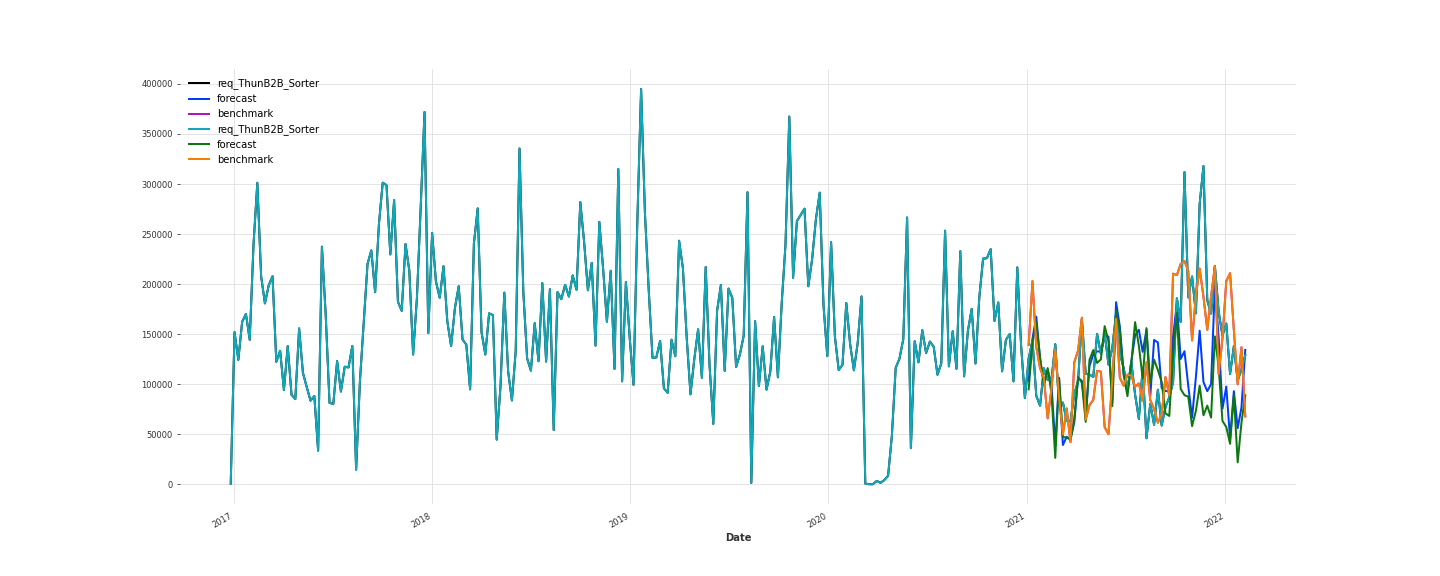 req_ThunB2B_Sorter
forecast
benchmark
req_ThunB2B_Sorter
forecast
benchmark
400000
350000
300000
250000
200000
150000
100000
50000
0
2017 2018 2019 2020 2021 2022
Date